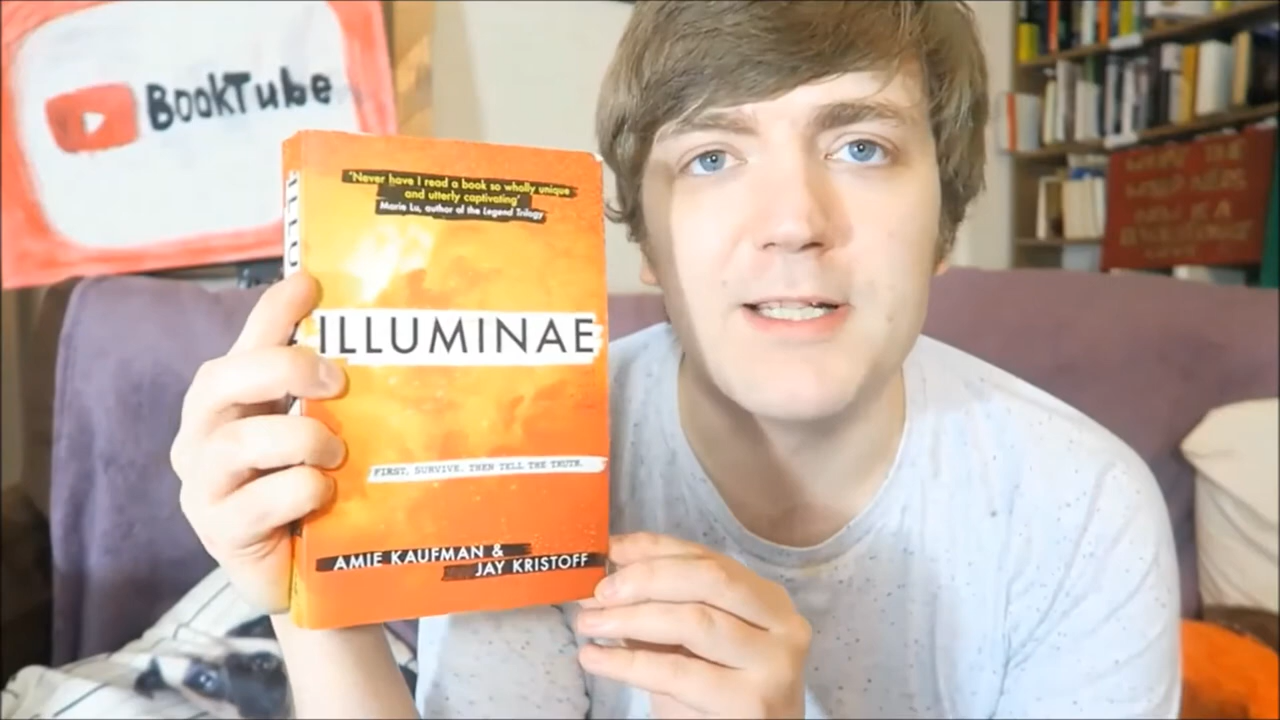 BookTube
'Never have I read a book so wholly unique
and utterly captivating'
Marie Lu, author of the Legend Trilogy
ILLU
ILLUMINAE
FIRST, SURVIVE. THEN TELL THE TRUTH.
AMIE KAUFMAN &
JAY KRISTOFF